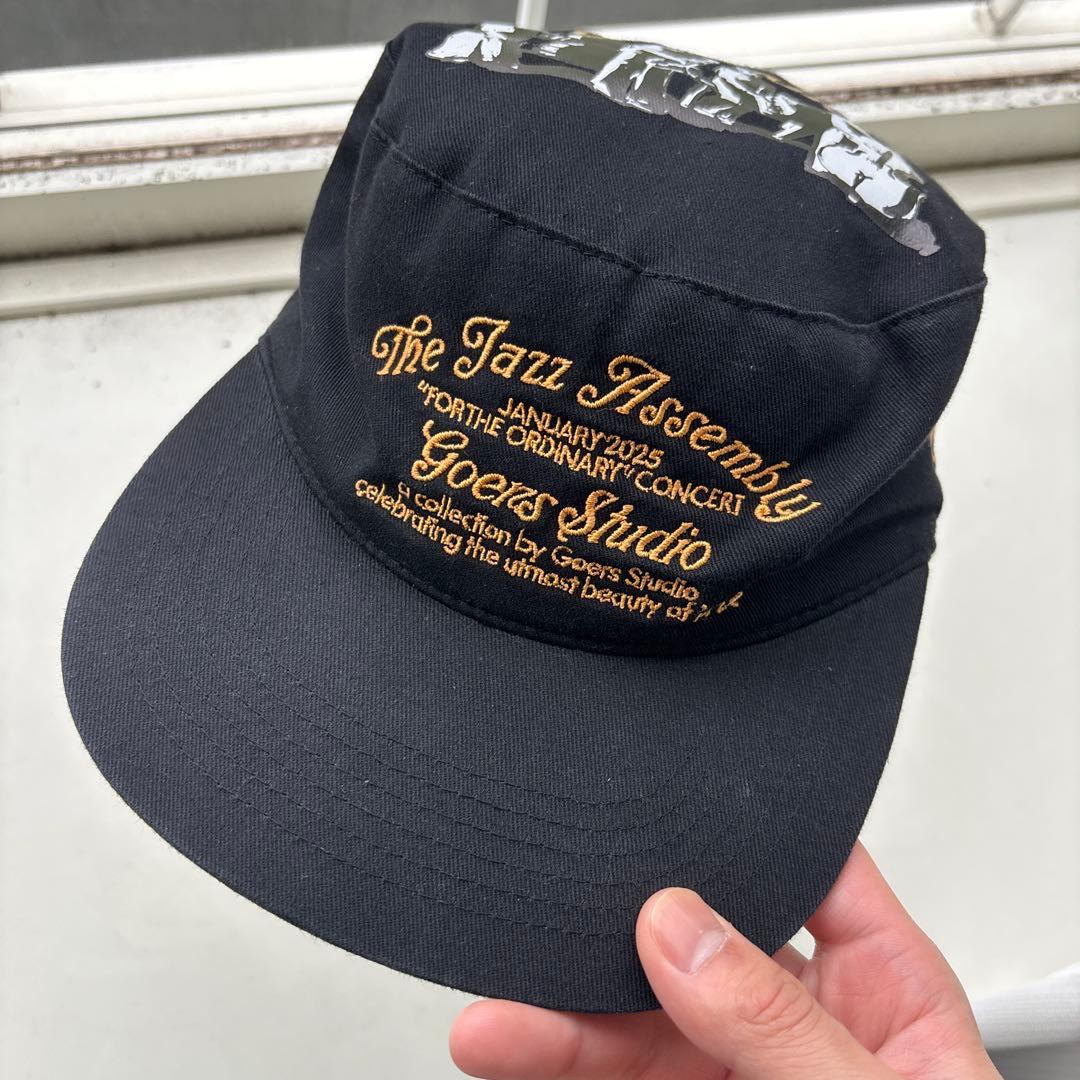 The Jazz Assembly
JANUARY 2025
"FOR THE ORDINARY" CONCERT
Goers Studio
a collection by Goers Studio
celebrating the utmost beauty of